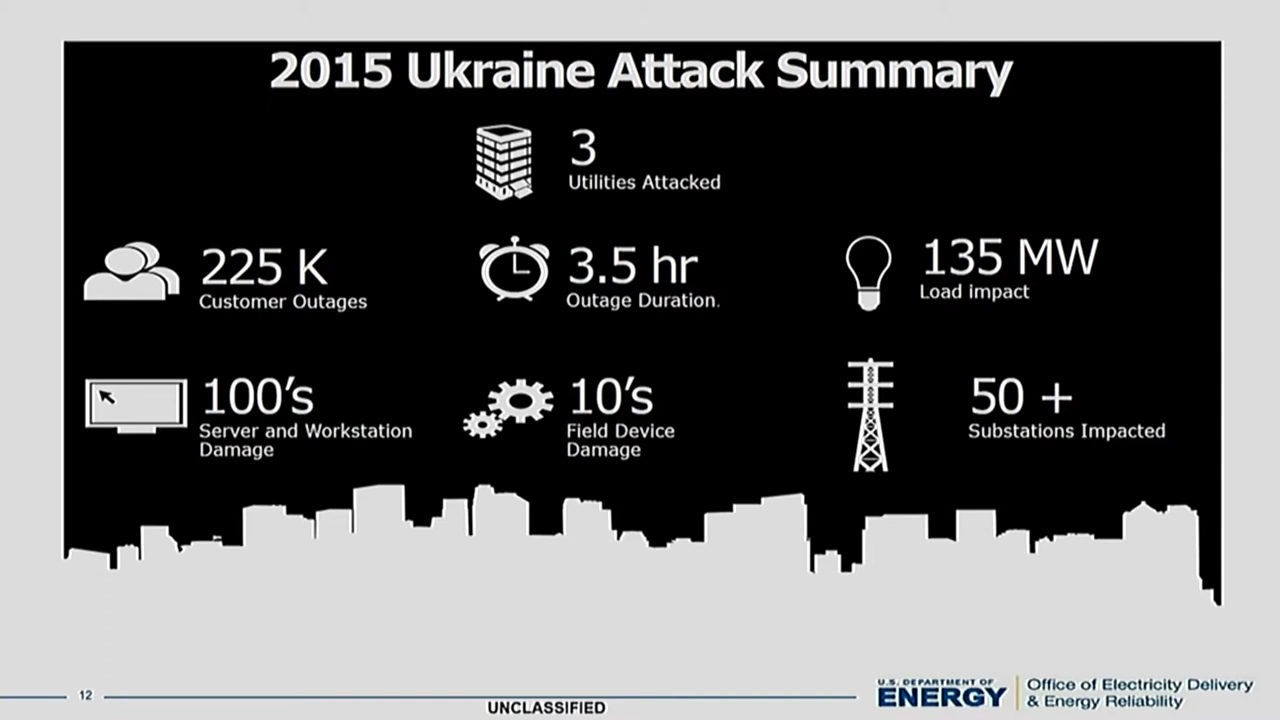 2015 Ukraine Attack Summary
3
Utilities Attacked
225 K
Customer Outages
3.5 hr
Outage Duration.
135 MW
Load impact
100's
Server and Workstation
Damage
10's
Field Device
Damage
50 +
Substations Impacted
12
UNCLASSIFIED
U.S. DEPARTMENT OF
ENERGY
Office of Electricity Delivery
& Energy Reliability